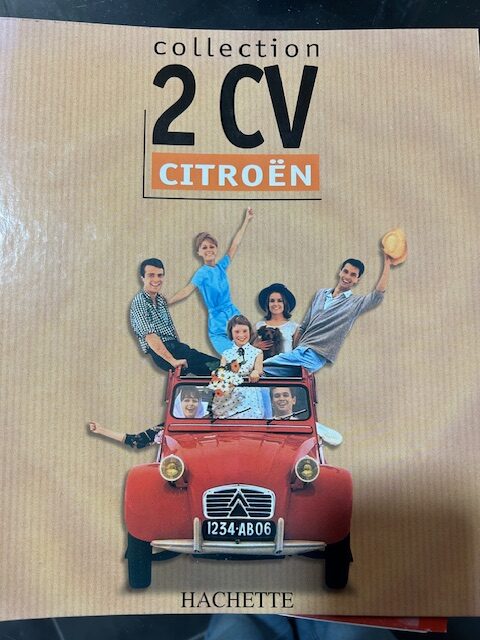 collection
2 CV
CITROËN
1234·AB06
HACHETTE